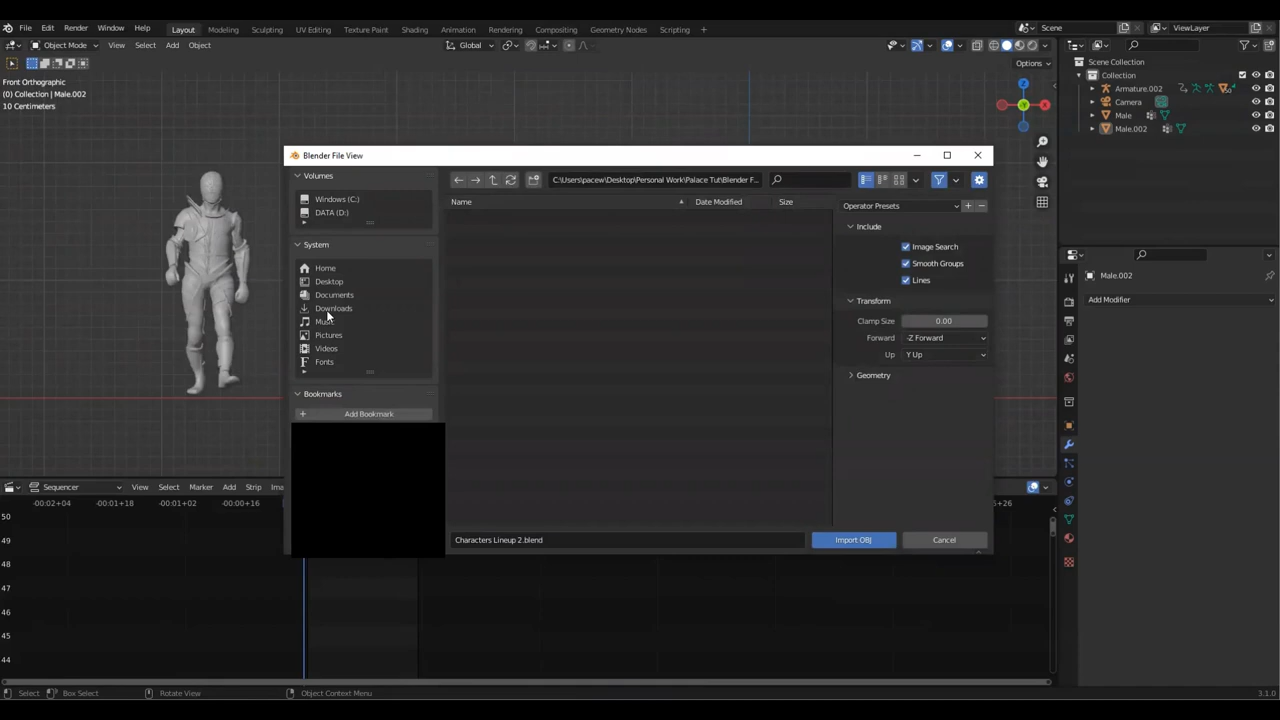 File Edit Render Window Help Layout Modeling Sculpting UV Editing Texture Paint Shading Animation Rendering Compositing Geometry Nodes Scripting Scene ViewLayer
Object Mode View Select Add Object Global
Options
Front Orthographic
(0) Collection | Male.002
10 Centimeters
Z
X
Y
Scene Collection
Collection
Armature.002
Camera
Male
Male.002
Male.002
Add Modifier
Blender File View
Volumes
Windows (C:)
DATA (D:)
System
Home
Desktop
Documents
Downloads
Music
Pictures
Videos
Fonts
Bookmarks
Add Bookmark
C:\Users\pacew\Desktop\Personal Work\Palace Tut\Blender F...
Name Date Modified Size
Operator Presets
Include
Image Search
Smooth Groups
Lines
Transform
Clamp Size 0.00
Forward -Z Forward
Up Y Up
Geometry
Characters Lineup 2.blend Import OBJ Cancel
Sequencer View Select Marker Add Strip Ima
-00:02+04 -00:01+18 -00:01+02 -00:00+16 +26
50
49
48
47
46
45
44
Select Box Select Rotate View Object Context Menu 3.1.0